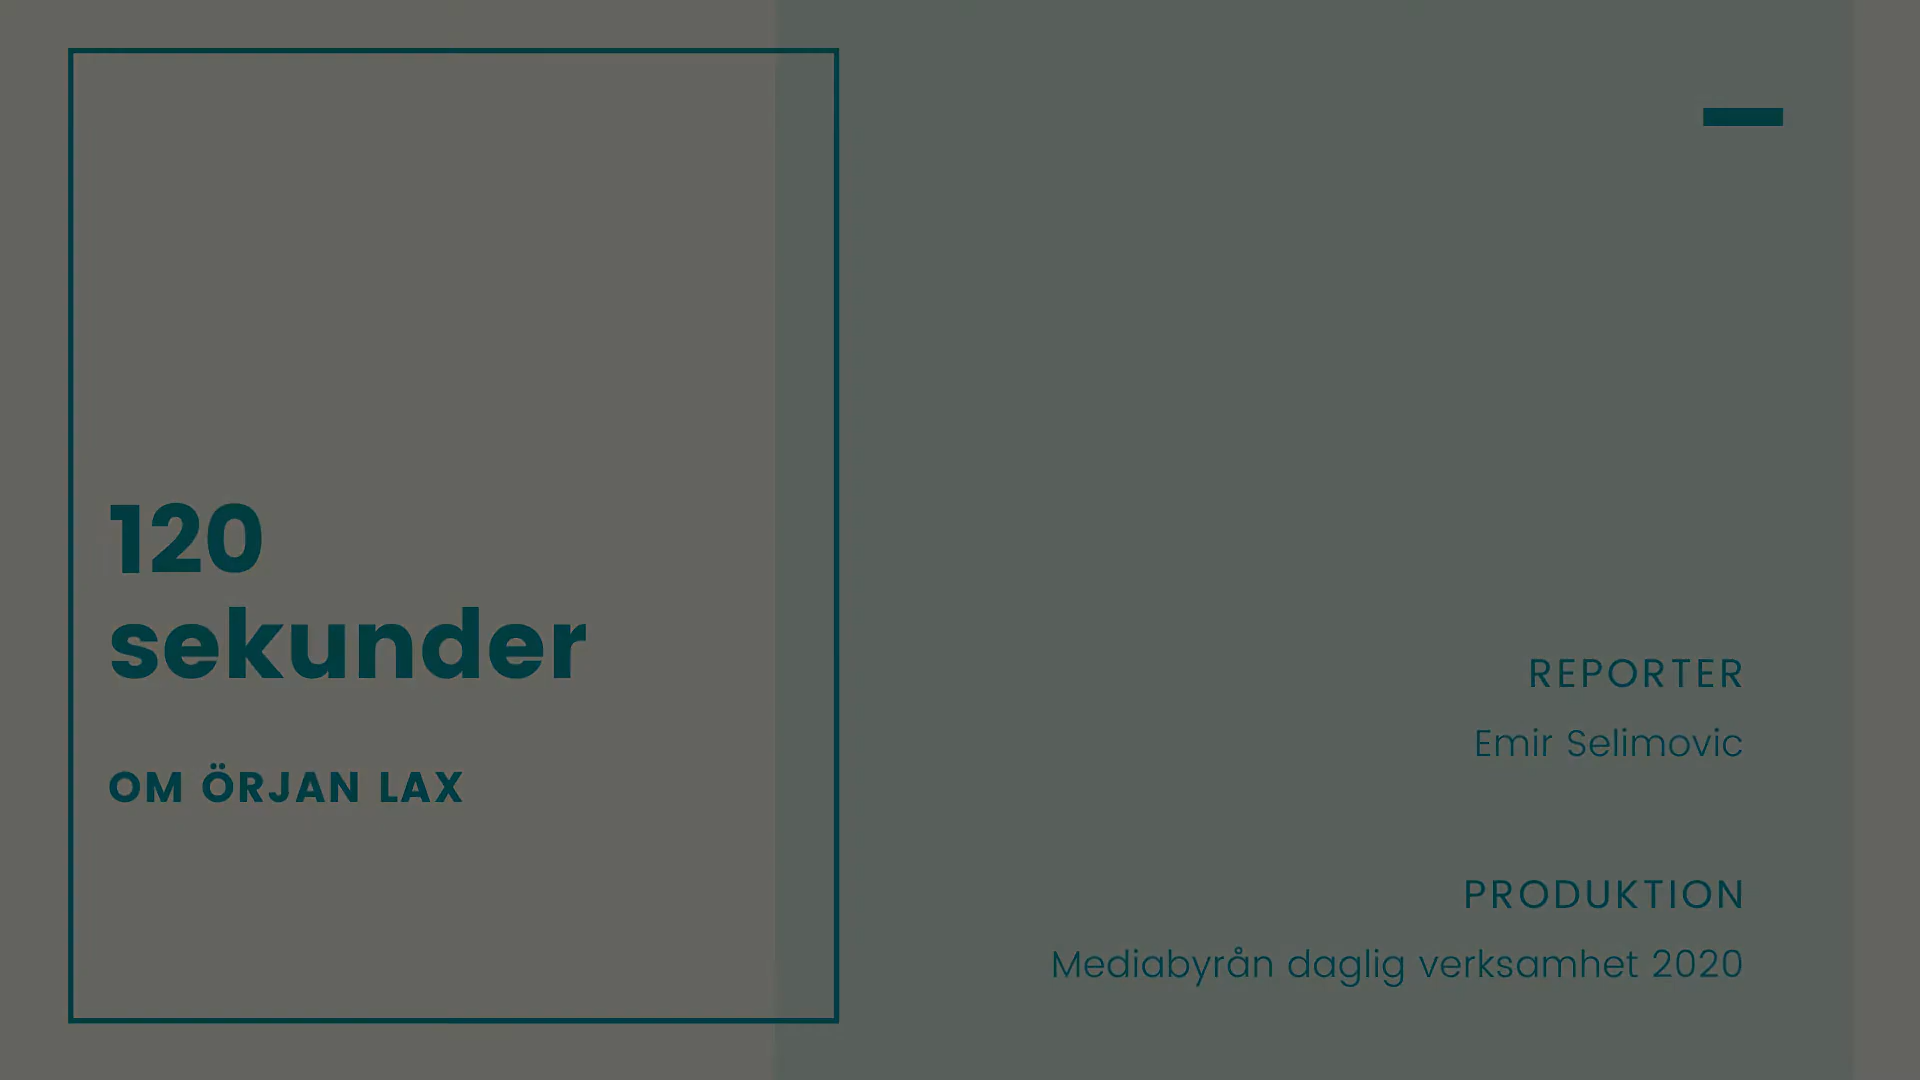 120
sekunder
OM ÖRJAN LAX
REPORTER
Emir Selimovic
PRODUKTION
Mediabyrån daglig verksamhet 2020